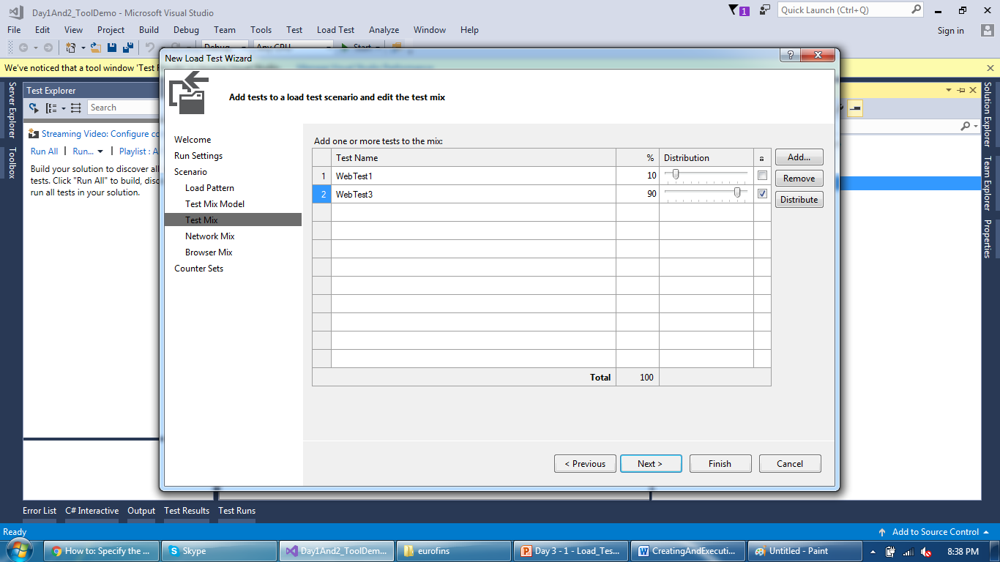 Day1And2_ToolDemo - Microsoft Visual Studio
1
Quick Launch (Ctrl+Q)
File Edit View Project Build Debug Team Tools Test Load Test Analyze Window Help
Sign in
Debug Any CPU Start
New Load Test Wizard
We've noticed that a tool window 'Test
Server Explorer
Toolbox
Test Explorer
Search
Streaming Video: Configure
Run All | Run... | Playlist :
Build your solution to discover all
tests. Click "Run All" to build,
run all tests in your solution.
Add tests to a load test scenario and edit the test mix
Welcome
Run Settings
Scenario
Load Pattern
Test Mix Model
Test Mix
Network Mix
Browser Mix
Counter Sets
Add one or more tests to the mix:
Test Name % Distribution
1 WebTest1 10
2 WebTest3 90
Total 100
Add...
Remove
Distribute
< Previous Next > Finish Cancel
Solution Explorer
Team Explorer
Properties
Error List C# Interactive Output Test Results Test Runs
Ready
Add to Source Control
How to: Specify the ... Skype Day1And2_ToolDem... eurofins Day 3 - 1 - Load_Tes... CreatingAndExecuti... Untitled - Paint 8:38 PM